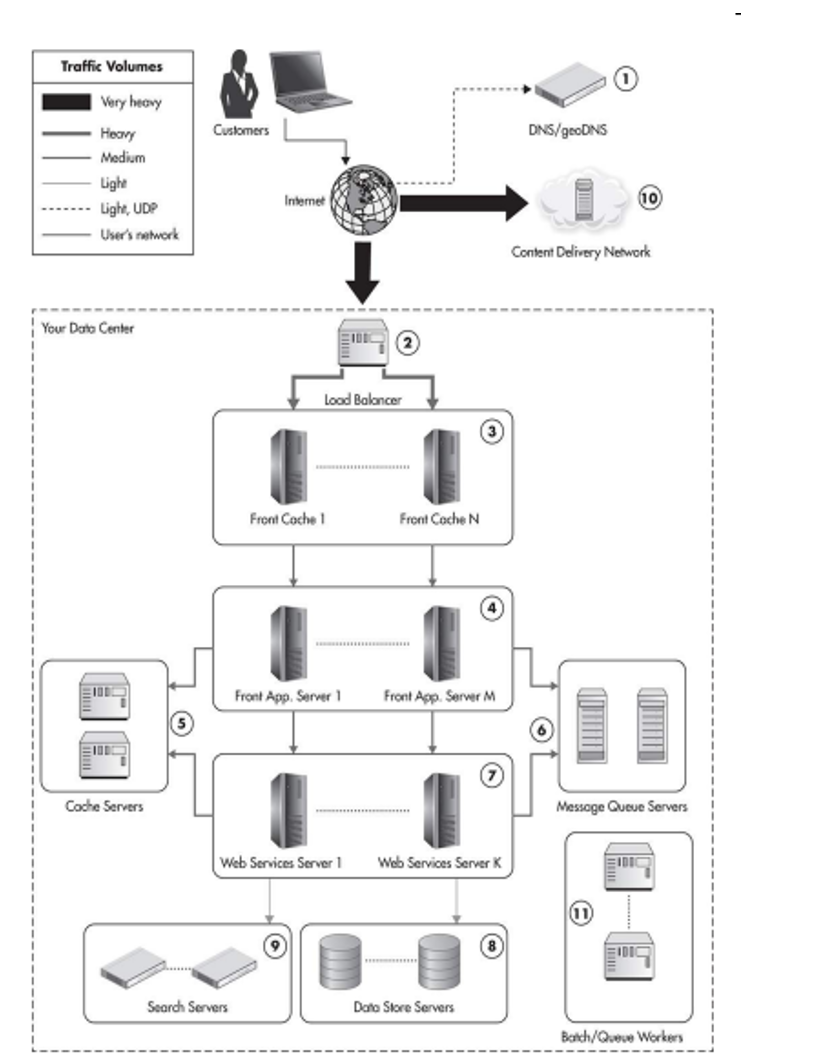 Traffic Volumes
Very heavy
Heavy
Medium
Light
Light, UDP
User's network
Customers
1
DNS/geoDNS
Internet
10
Content Delivery Network
Your Data Center
2
Load Balancer
3
Front Cache 1
Front Cache N
4
Front App. Server 1
Front App. Server M
5
Cache Servers
6
Message Queue Servers
7
Web Services Server 1
Web Services Server K
9
Search Servers
8
Data Store Servers
11
Batch/Queue Workers